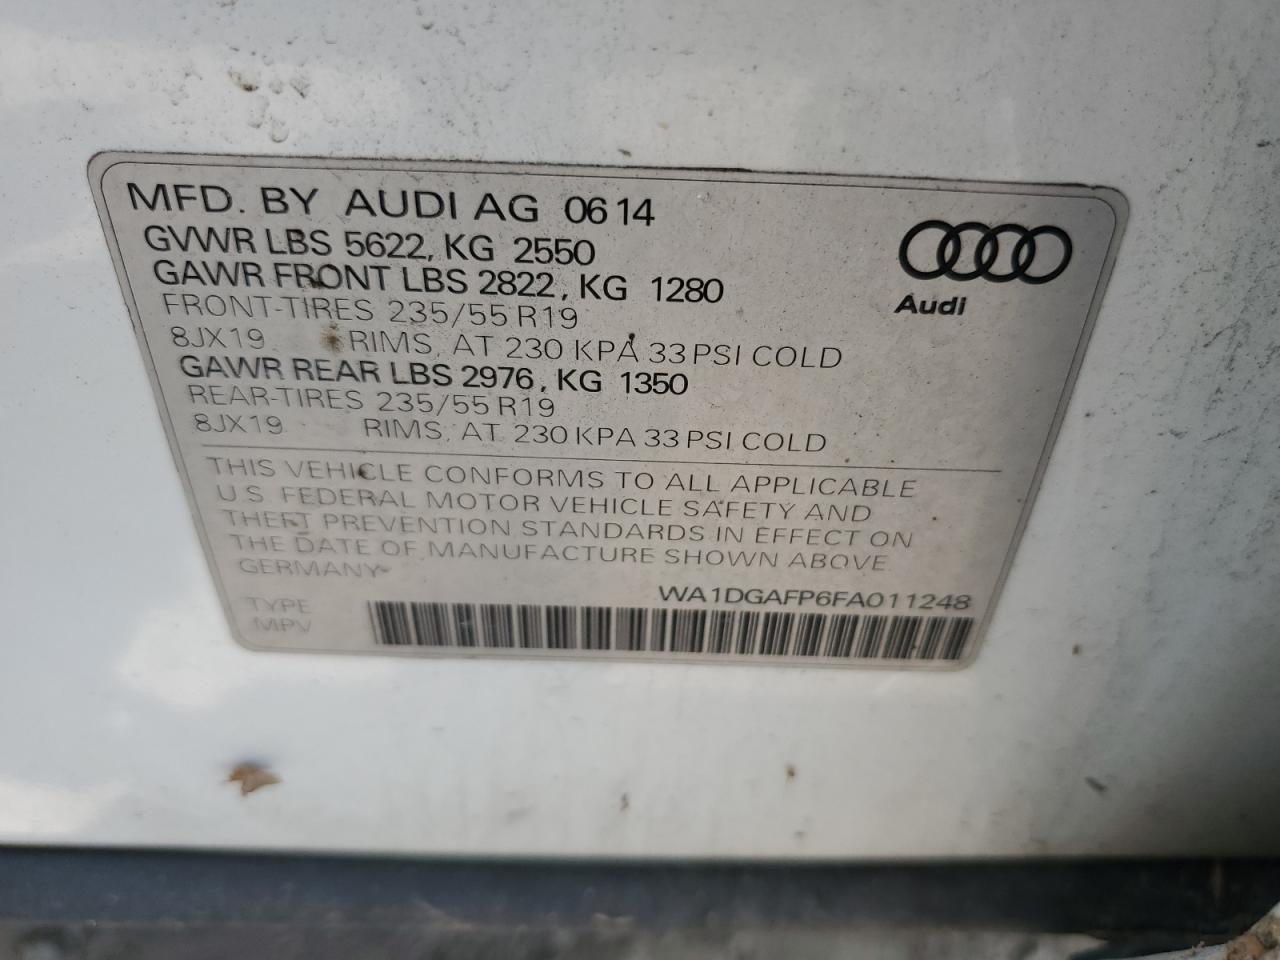 MFD. BY AUDI AG 0614
GVWR LBS 5622, KG 2550
GAWR FRONT LBS 2822, KG 1280
FRONT-TIRES 235/55 R19
8JX19 RIMS, AT 230 KPA 33 PSI COLD
GAWR REAR LBS 2976, KG 1350
REAR-TIRES 235/55 R19
8JX19 RIMS, AT 230 KPA 33 PSI COLD
Audi
THIS VEHICLE CONFORMS TO ALL APPLICABLE
U.S. FEDERAL MOTOR VEHICLE SAFETY AND
THEFT PREVENTION STANDARDS IN EFFECT ON
THE DATE OF MANUFACTURE SHOWN ABOVE.
GERMANY
WA1DGAFP6FA011248
TYPE
MPV